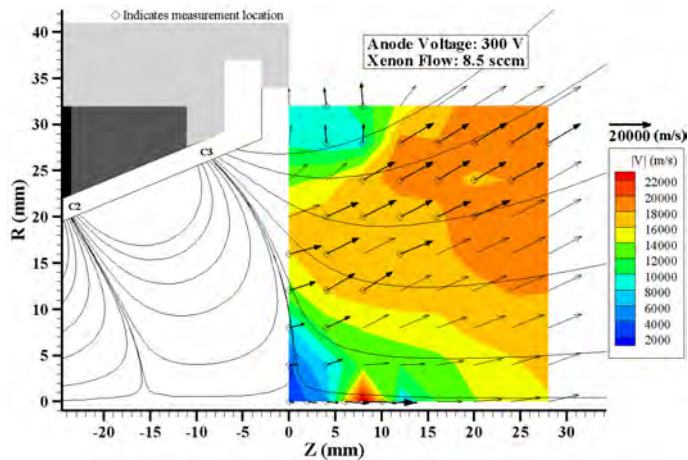 ◇ Indicates measurement location
Anode Voltage: 300 V
Xenon Flow: 8.5 sccm
40
35
30
25
20
15
10
5
0
R (mm)
C3
C2
20000 (m/s)
|V| (m/s)
22000
20000
18000
16000
14000
12000
10000
8000
6000
4000
2000
-20 -15 -10 -5 0 5 10 15 20 25 30
Z (mm)